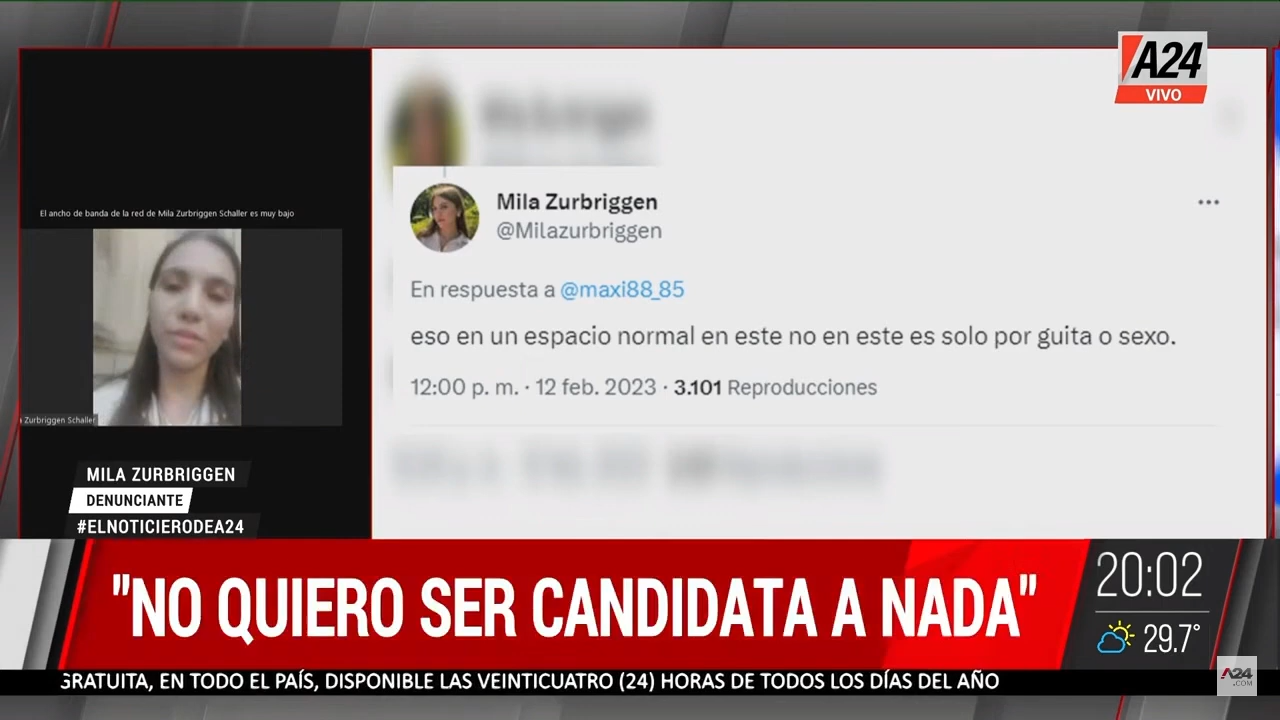 A24
VIVO
El ancho de banda de la red de Mila Zurbriggen Schaller es muy bajo
Zurbriggen Schaller
Mila Zurbriggen
@Milazurbriggen
En respuesta a @maxi88_85
eso en un espacio normal en este no en este es solo por guita o sexo.
12:00 p. m. · 12 feb. 2023 · 3.101 Reproducciones
MILA ZURBRIGGEN
DENUNCIANTE
#ELNOTICIERODEA24
"NO QUIERO SER CANDIDATA A NADA"
20:02
29.7°
GRATUITA, EN TODO EL PAÍS, DISPONIBLE LAS VEINTICUATRO (24) HORAS DE TODOS LOS DÍAS DEL AÑO
A24
.COM